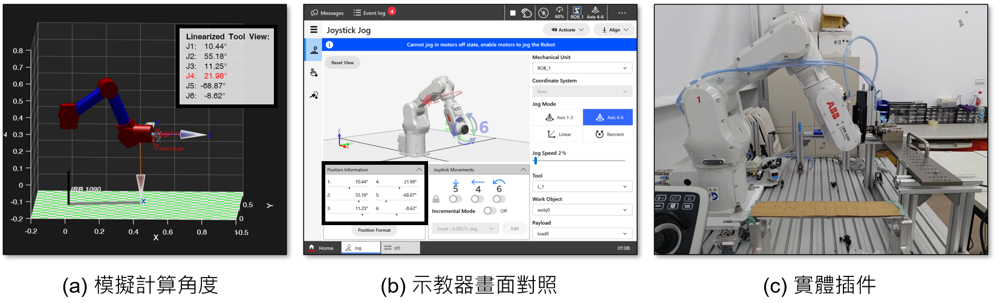 Linearized Tool View:
J1: 10.44°
J2: 55.18°
J3: 11.25°
J4: 21.98°
J5: -68.87°
J6: -8.62°
0.8
0.7
0.6
0.5
0.4
0.3
0.2
0.1
0
-0.1
-0.2
-0.2
0
0.2
0.4
0.6
0.8
1
-0.5
0
0.5
X
Y
Z
X
IRB 1090
ZSafeTarget
(a) 模擬計算角度
Messages
Event log 4
60%
ROB_1
Axis 4-6
Joystick Jog
Activate
Align
Cannot jog in motors off state, enable motors to jog the Robot
Reset View
6
Z
Y
X
Position Information
1: 10.44° 4: 21.98°
2: 55.18° 5: -68.87°
3: 11.25° 6: -8.62°
Position Format
Joystick Movements
5 4 6
Incremental Mode Off
Small : 0.00573 deg
Edit
Mechanical Unit
ROB_1
Coordinate System
Base
Jog Mode
Axis 1-3
Axis 4-6
Linear
Reorient
Jog Speed 2 %
Tool
L_1
Work Object
wobj0
Payload
load0
Home
Jog
I/O
01:08
(b) 示教器畫面對照
1
ABB
IRB 1090
(c) 實體插件